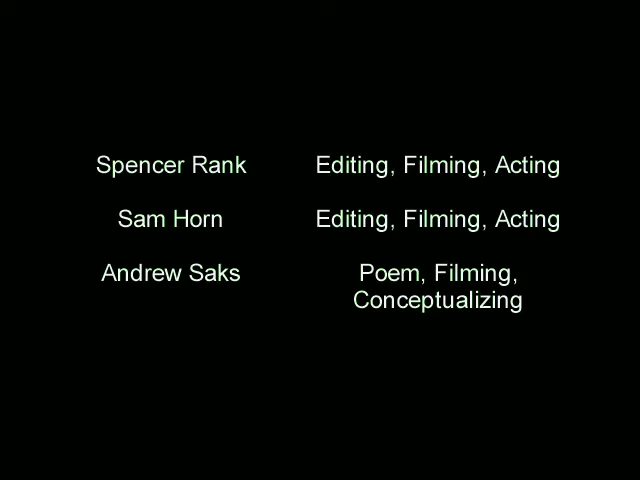 Spencer Rank Editing, Filming, Acting
Sam Horn Editing, Filming, Acting
Andrew Saks Poem, Filming,
Conceptualizing